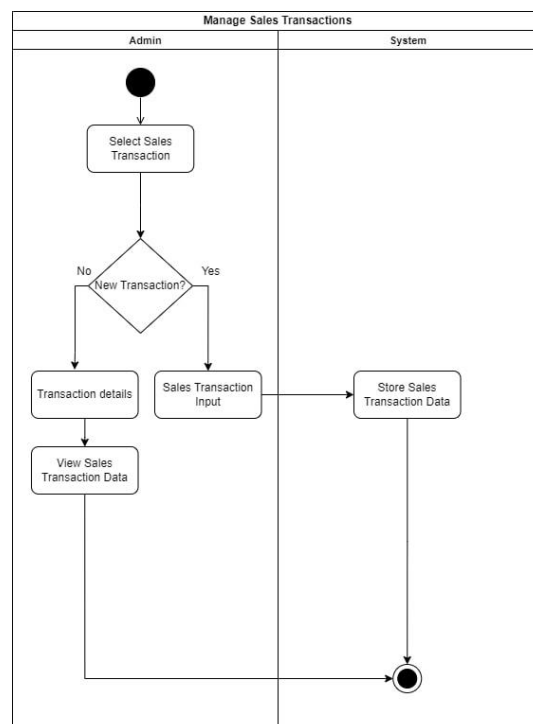 Manage Sales Transactions
Admin
System
Select Sales
Transaction
No
Yes
New Transaction?
Transaction details
Sales Transaction
Input
Store Sales
Transaction Data
View Sales
Transaction Data